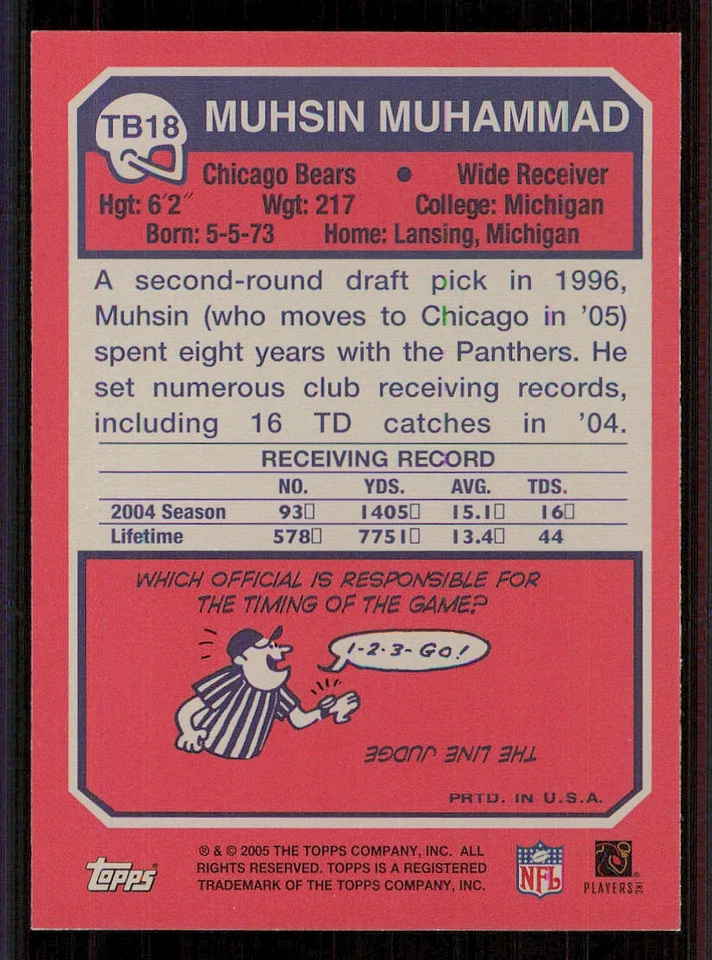 TB18 MUHSIN MUHAMMAD
Chicago Bears • Wide Receiver
Hgt: 6'2" Wgt: 217 College: Michigan
Born: 5-5-73 Home: Lansing, Michigan
A second-round draft pick in 1996,
Muhsin (who moves to Chicago in '05)
spent eight years with the Panthers. He
set numerous club receiving records,
including 16 TD catches in '04.
RECEIVING RECORD
NO. YDS. AVG. TDS.
2004 Season 93▯ 1405▯ 15.1▯ 16▯
Lifetime 578▯ 7751▯ 13.4▯ 44
WHICH OFFICIAL IS RESPONSIBLE FOR
THE TIMING OF THE GAME?
1-2-3-GO!
THE LINE JUDGE
PRTD. IN U.S.A.
topps®
® & © 2005 THE TOPPS COMPANY, INC. ALL
RIGHTS RESERVED. TOPPS IS A REGISTERED
TRADEMARK OF THE TOPPS COMPANY, INC.
NFL
PLAYERS INC